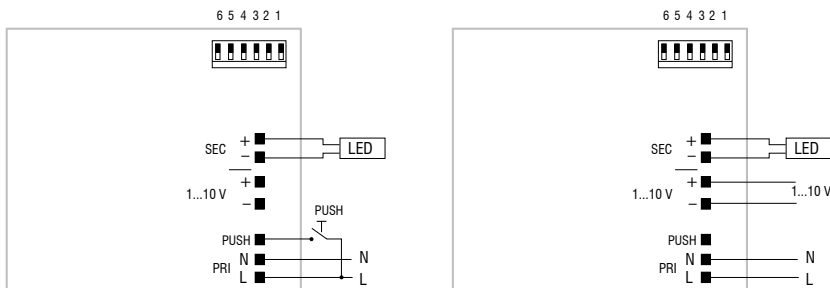 6 5 4 3 2 1
SEC + −
LED
1...10 V + −
PUSH
PUSH
PRI N L
N
L
6 5 4 3 2 1
SEC + −
LED
1...10 V + −
1...10 V
PUSH
PRI N L
N
L